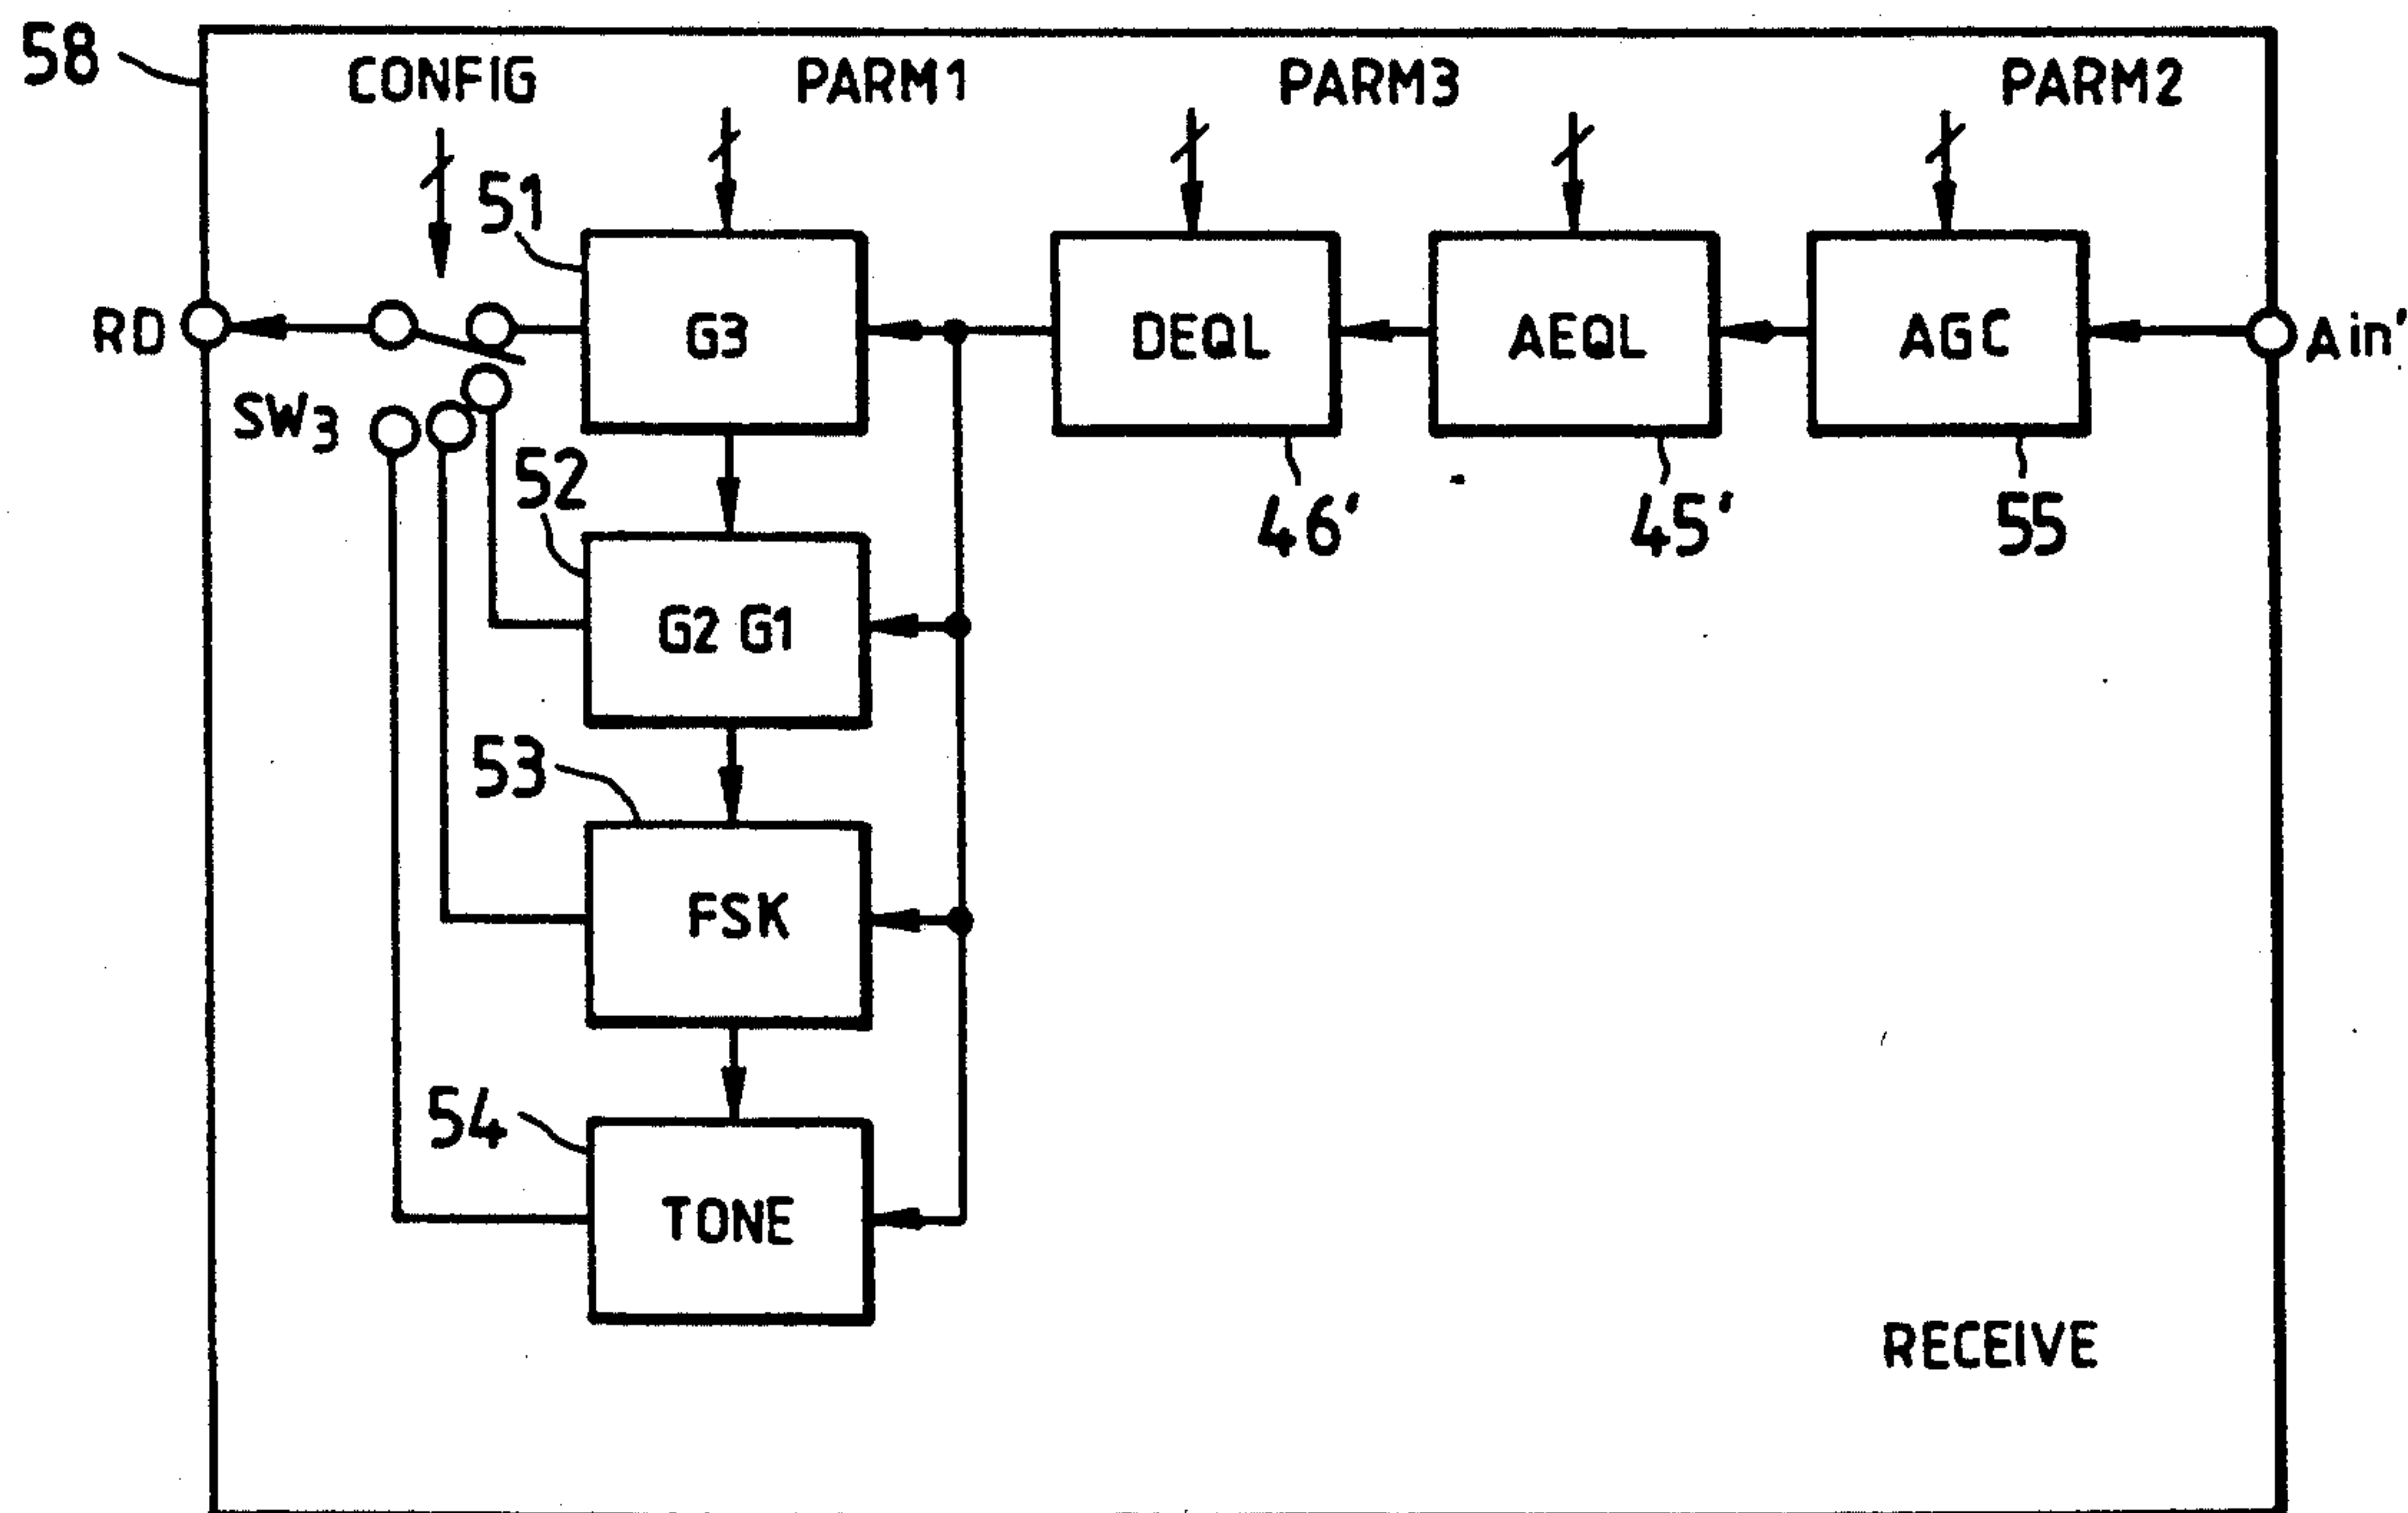 58
CONFIG
PARM1
PARM3
PARM2
51
RD
G3
DEQL
AEQL
AGC
Ain'
SW3
52
46'
45'
55
G2 G1
53
FSK
54
TONE
RECEIVE